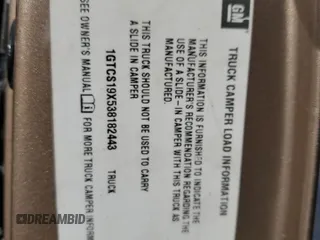 GM
TRUCK CAMPER LOAD INFORMATION
THIS INFORMATION IS FURNISHED TO INDICATE THE
MANUFACTURER'S RECOMMENDATION REGARDING THE
USE OF A SLIDE-IN CAMPER WITH THIS TRUCK AS
MANUFACTURED.
THIS TRUCK SHOULD NOT BE USED TO CARRY
A SLIDE-IN CAMPER
1GTCS19X538182443 TRUCK
SEE OWNER'S MANUAL i FOR MORE TRUCK CAMPER INFORM
DREAMBID